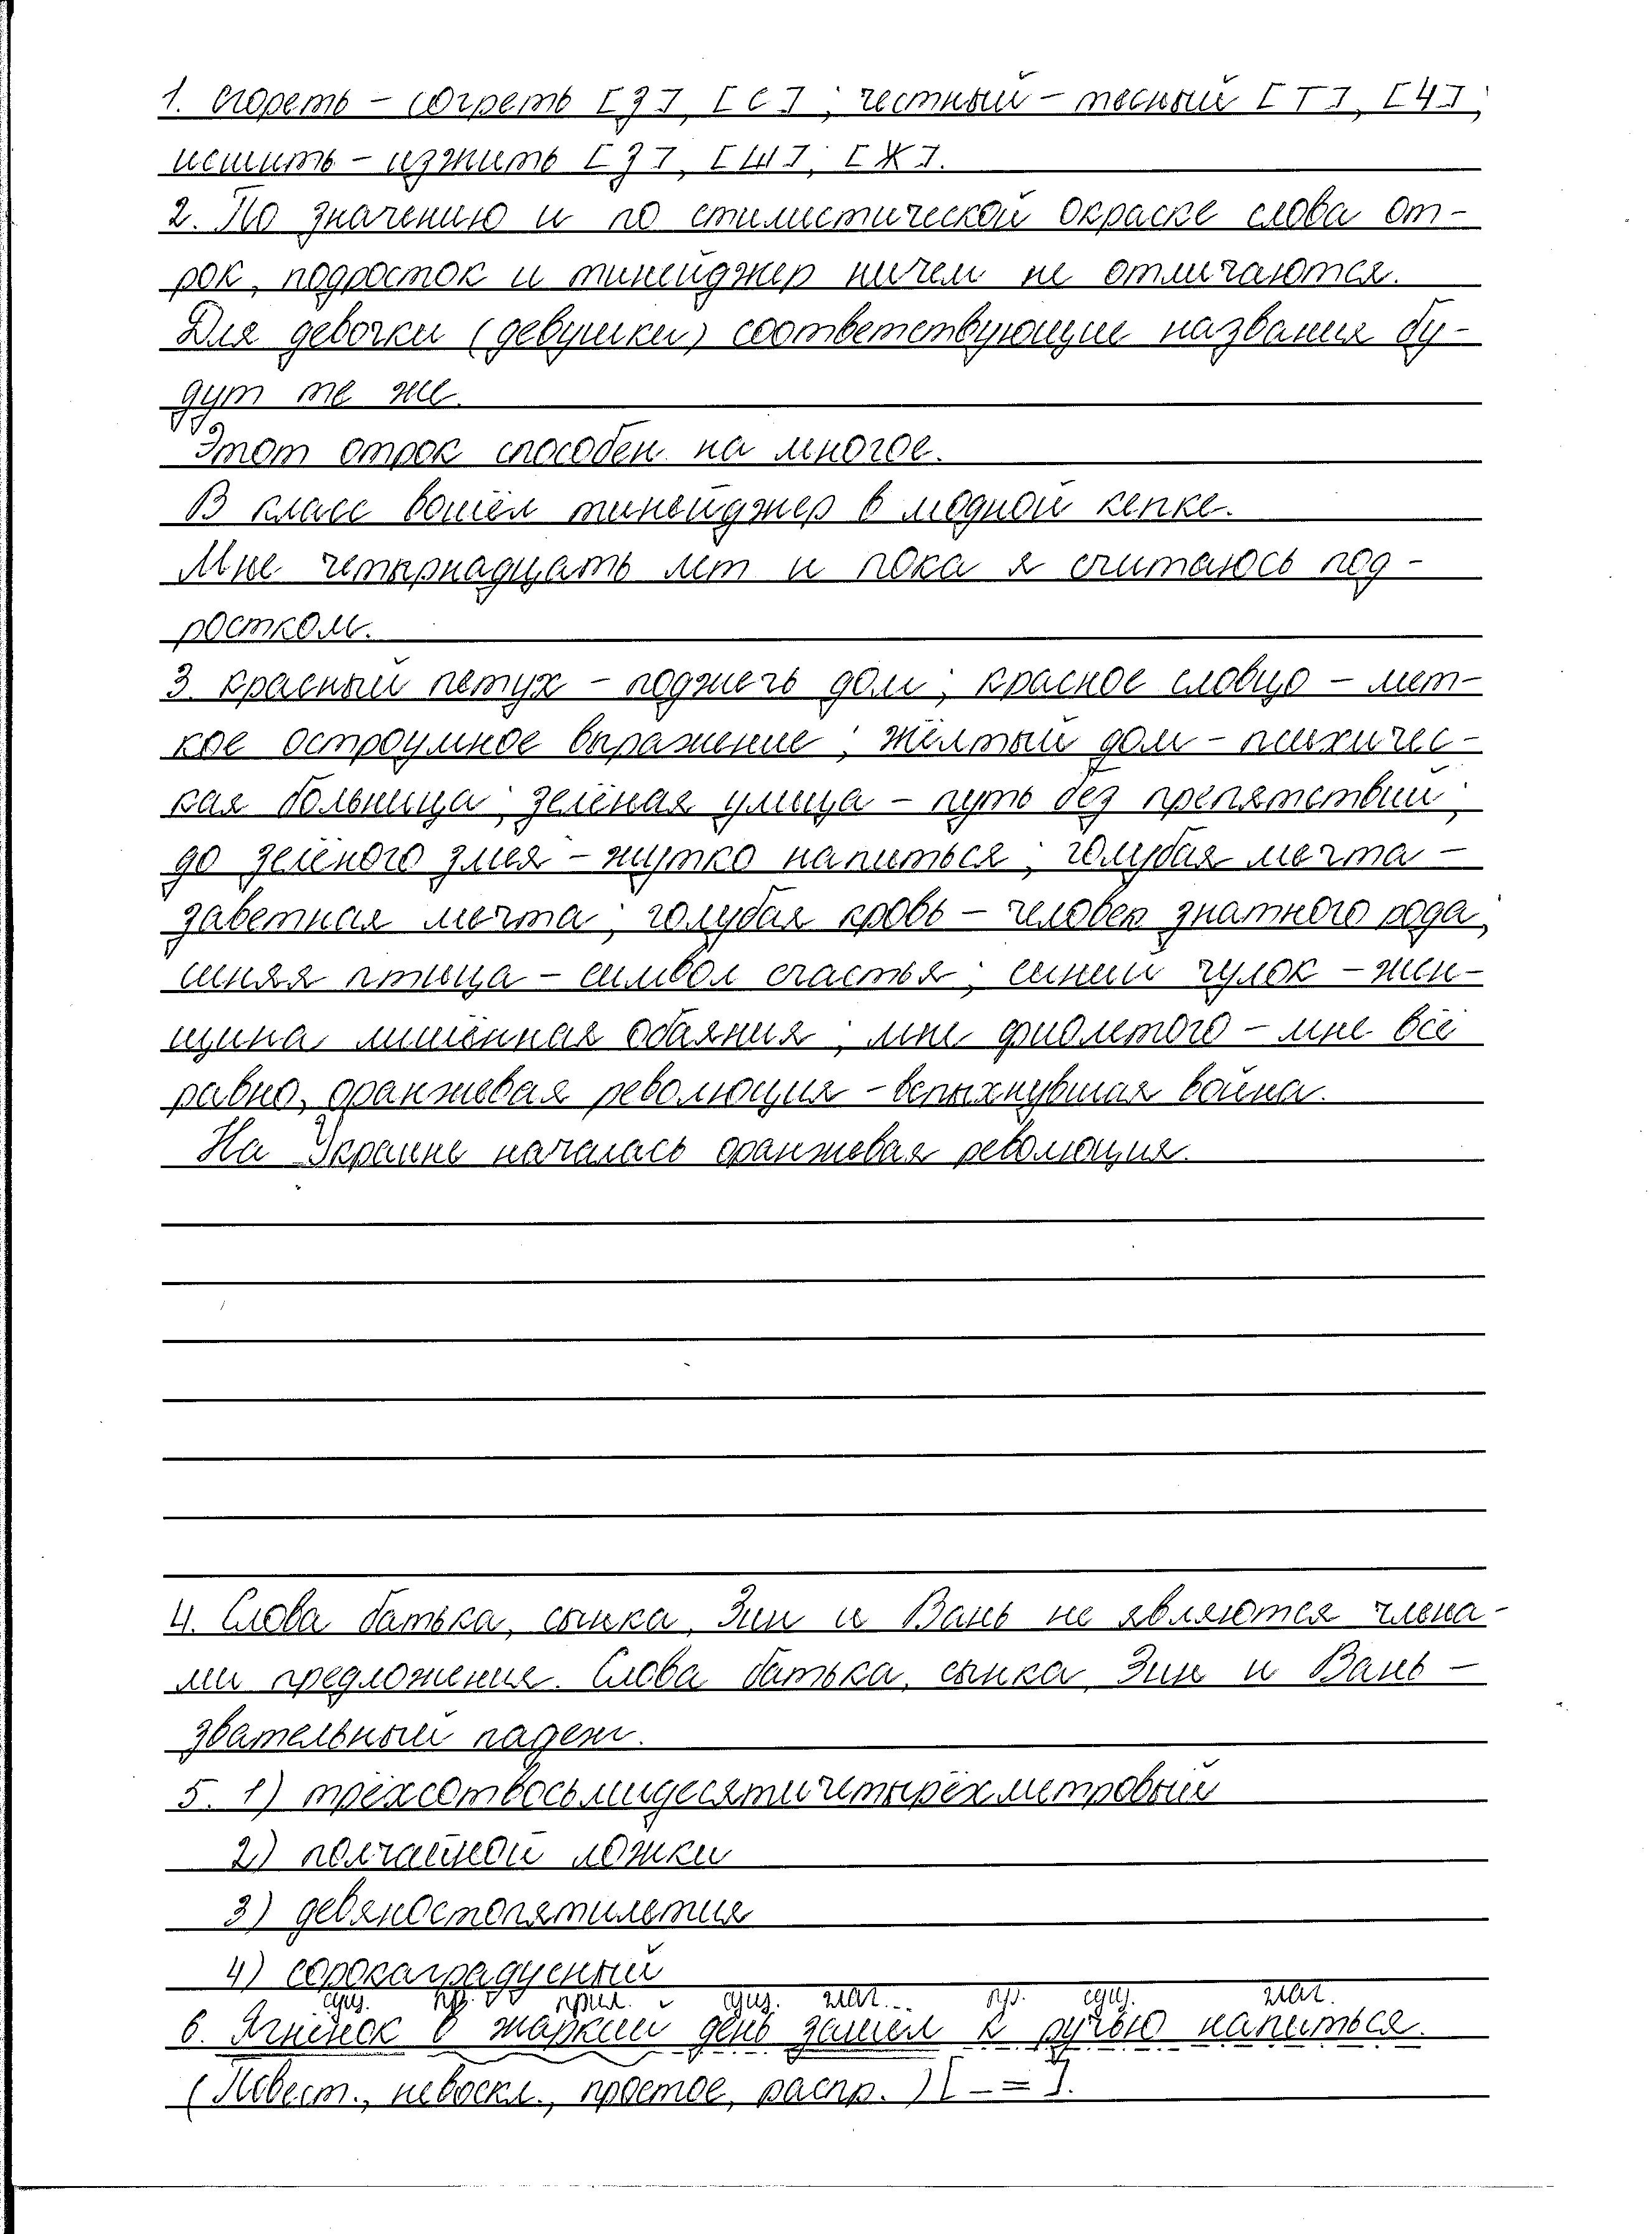 1. сгореть – согреть [З], [С]; честный – тесный [Т], [Ч];
исшить – изжить [З], [Ш], [Ж].
2. По значению и по стилистической окраске слова от-
рок, подросток и тинейджер ничем не отличаются.
Для девочки (девушки) соответствующие названия бу-
дут те же.
Этот отрок способен на многое.
В класс вошёл тинейджер в модной кепке.
Мне четырнадцать лет и пока я считаюсь под-
ростком.
3. красный петух – поджечь дом; красное словцо – мет-
кое остроумное выражение; жёлтый дом – психичес-
кая больница; зелёная улица – путь без препятствий;
до зелёного змея – жутко напиться; голубая мечта –
заветная мечта; голубая кровь – человек знатного рода;
синяя птица – символ счастья; синий чулок – жен-
щина лишённая обаяния; мне фиолетого – мне всё
равно, оранжевая революция – вспыхнувшая война.
На Украине началась оранжевая революция.
4. Слова батька, сынка, Зин и Вань не являются члена-
ми предложения. Слова батька, сынка, Зин и Вань –
звательный падеж.
5. 1) трёхсотвосьмидесятичетырёхметровый
2) полчайной ложки
3) девяностопятилетия
4) сорокаградусный
сущ. пр. прил. сущ. глаг. пр. сущ. глаг.
6. Ягнёнок в жаркий день зашёл к ручью напиться.
(Повест., невоскл., простое, распр.) [– =].